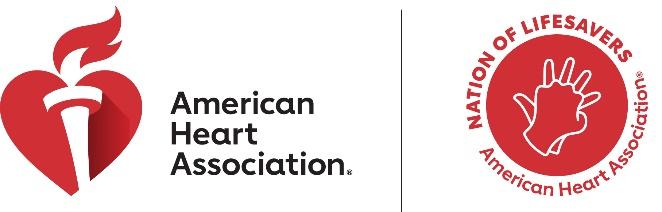 American
Heart
Association®
NATION OF LIFESAVERS
American Heart Association®